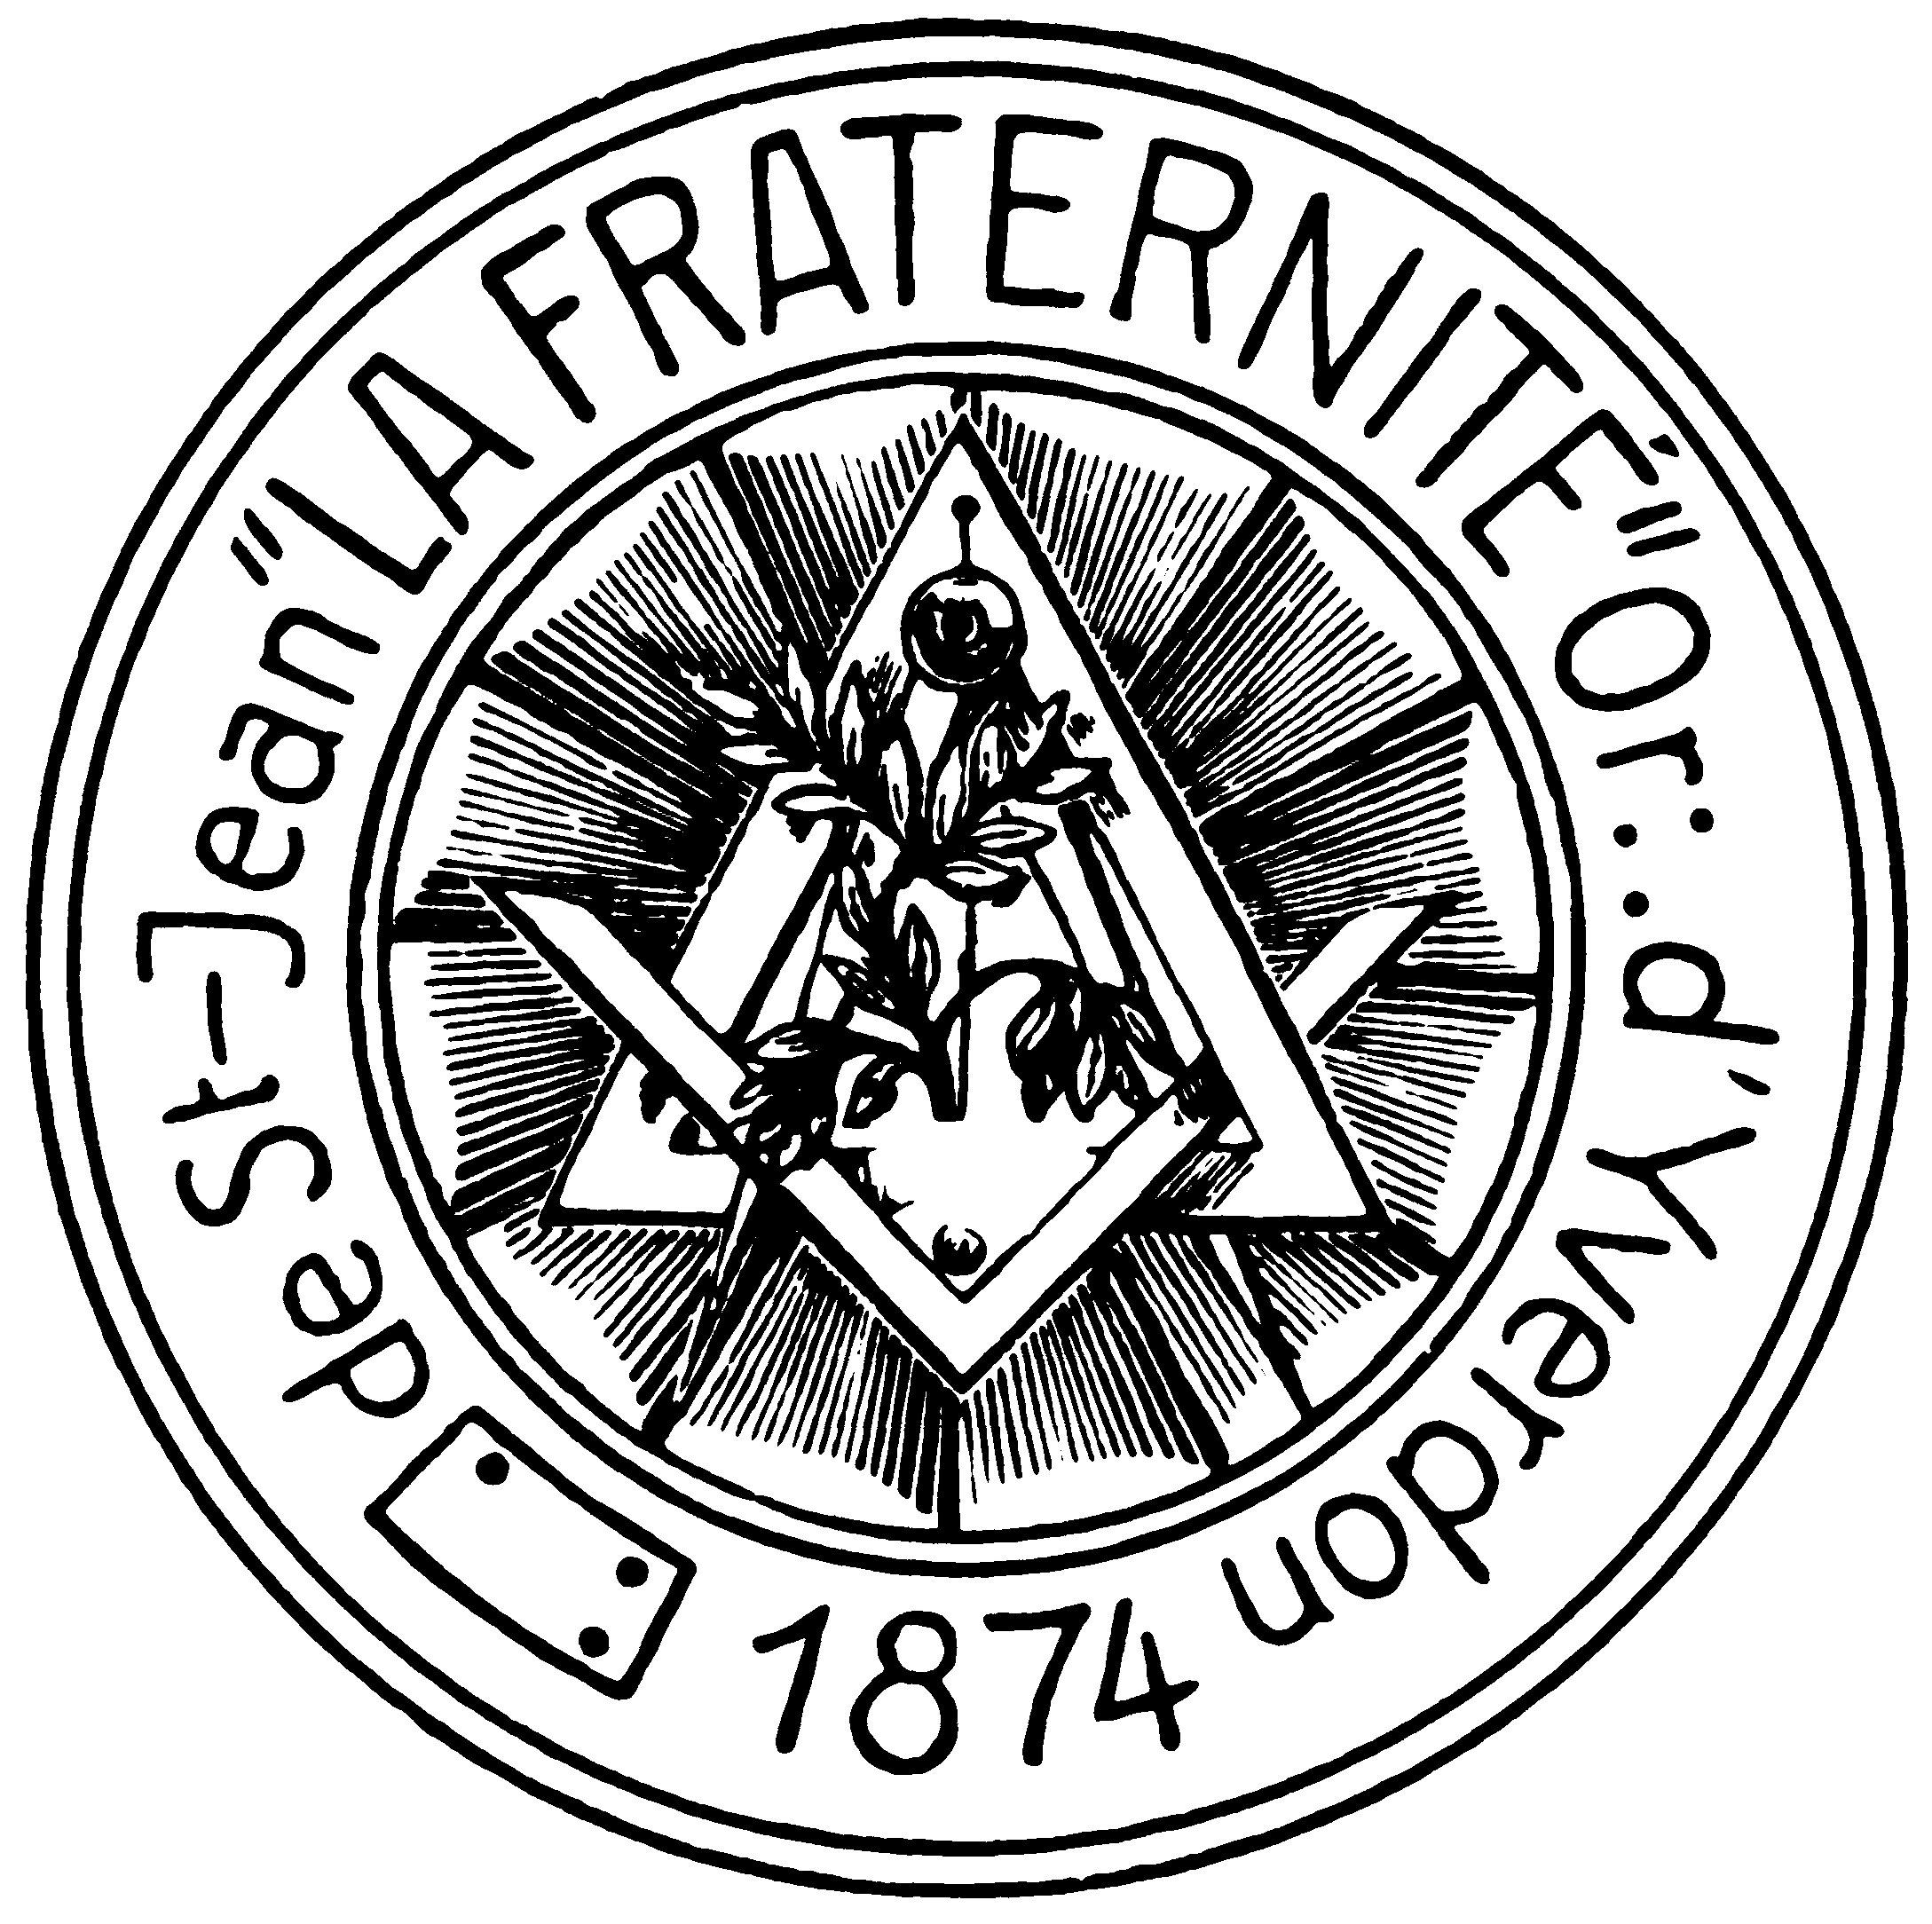 de St-Jean "LA FRATERNITÉ" Or∴ d'Yverdon
1874